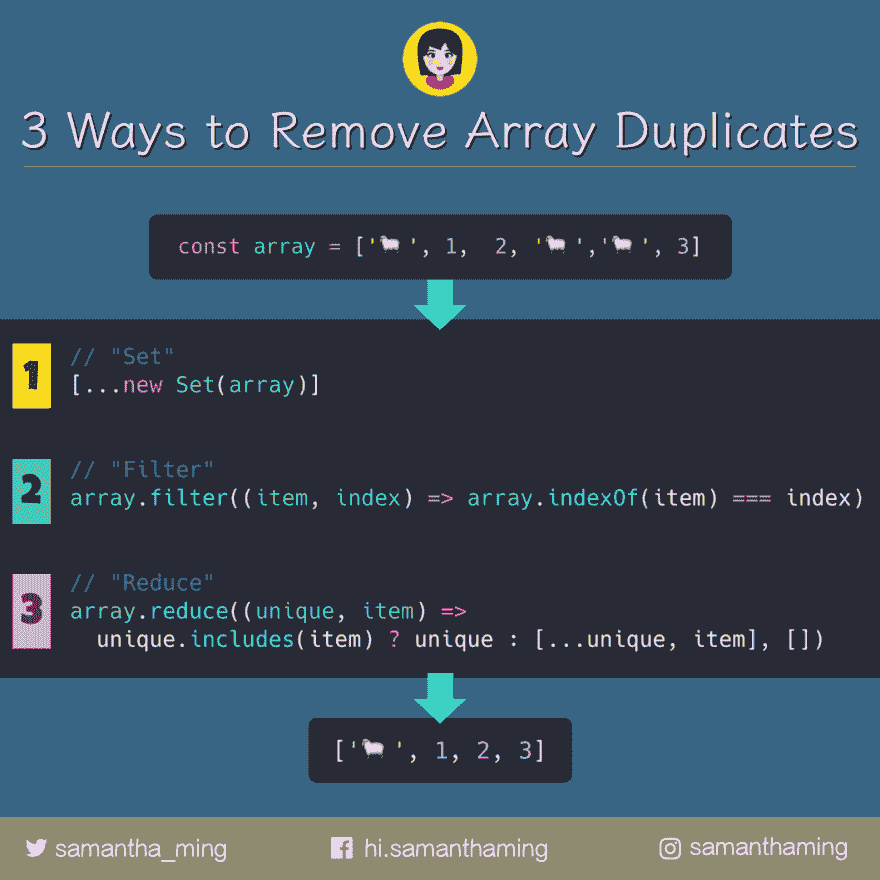 3 Ways to Remove Array Duplicates
const array = ['🐑 ', 1,  2, '🐑 ','🐑 ', 3]
1
// "Set"
[...new Set(array)]
2
// "Filter"
array.filter((item, index) => array.indexOf(item) === index)
3
// "Reduce"
array.reduce((unique, item) =>
  unique.includes(item) ? unique : [...unique, item], [])
['🐑 ', 1, 2, 3]
samantha_ming
hi.samanthaming
samanthaming